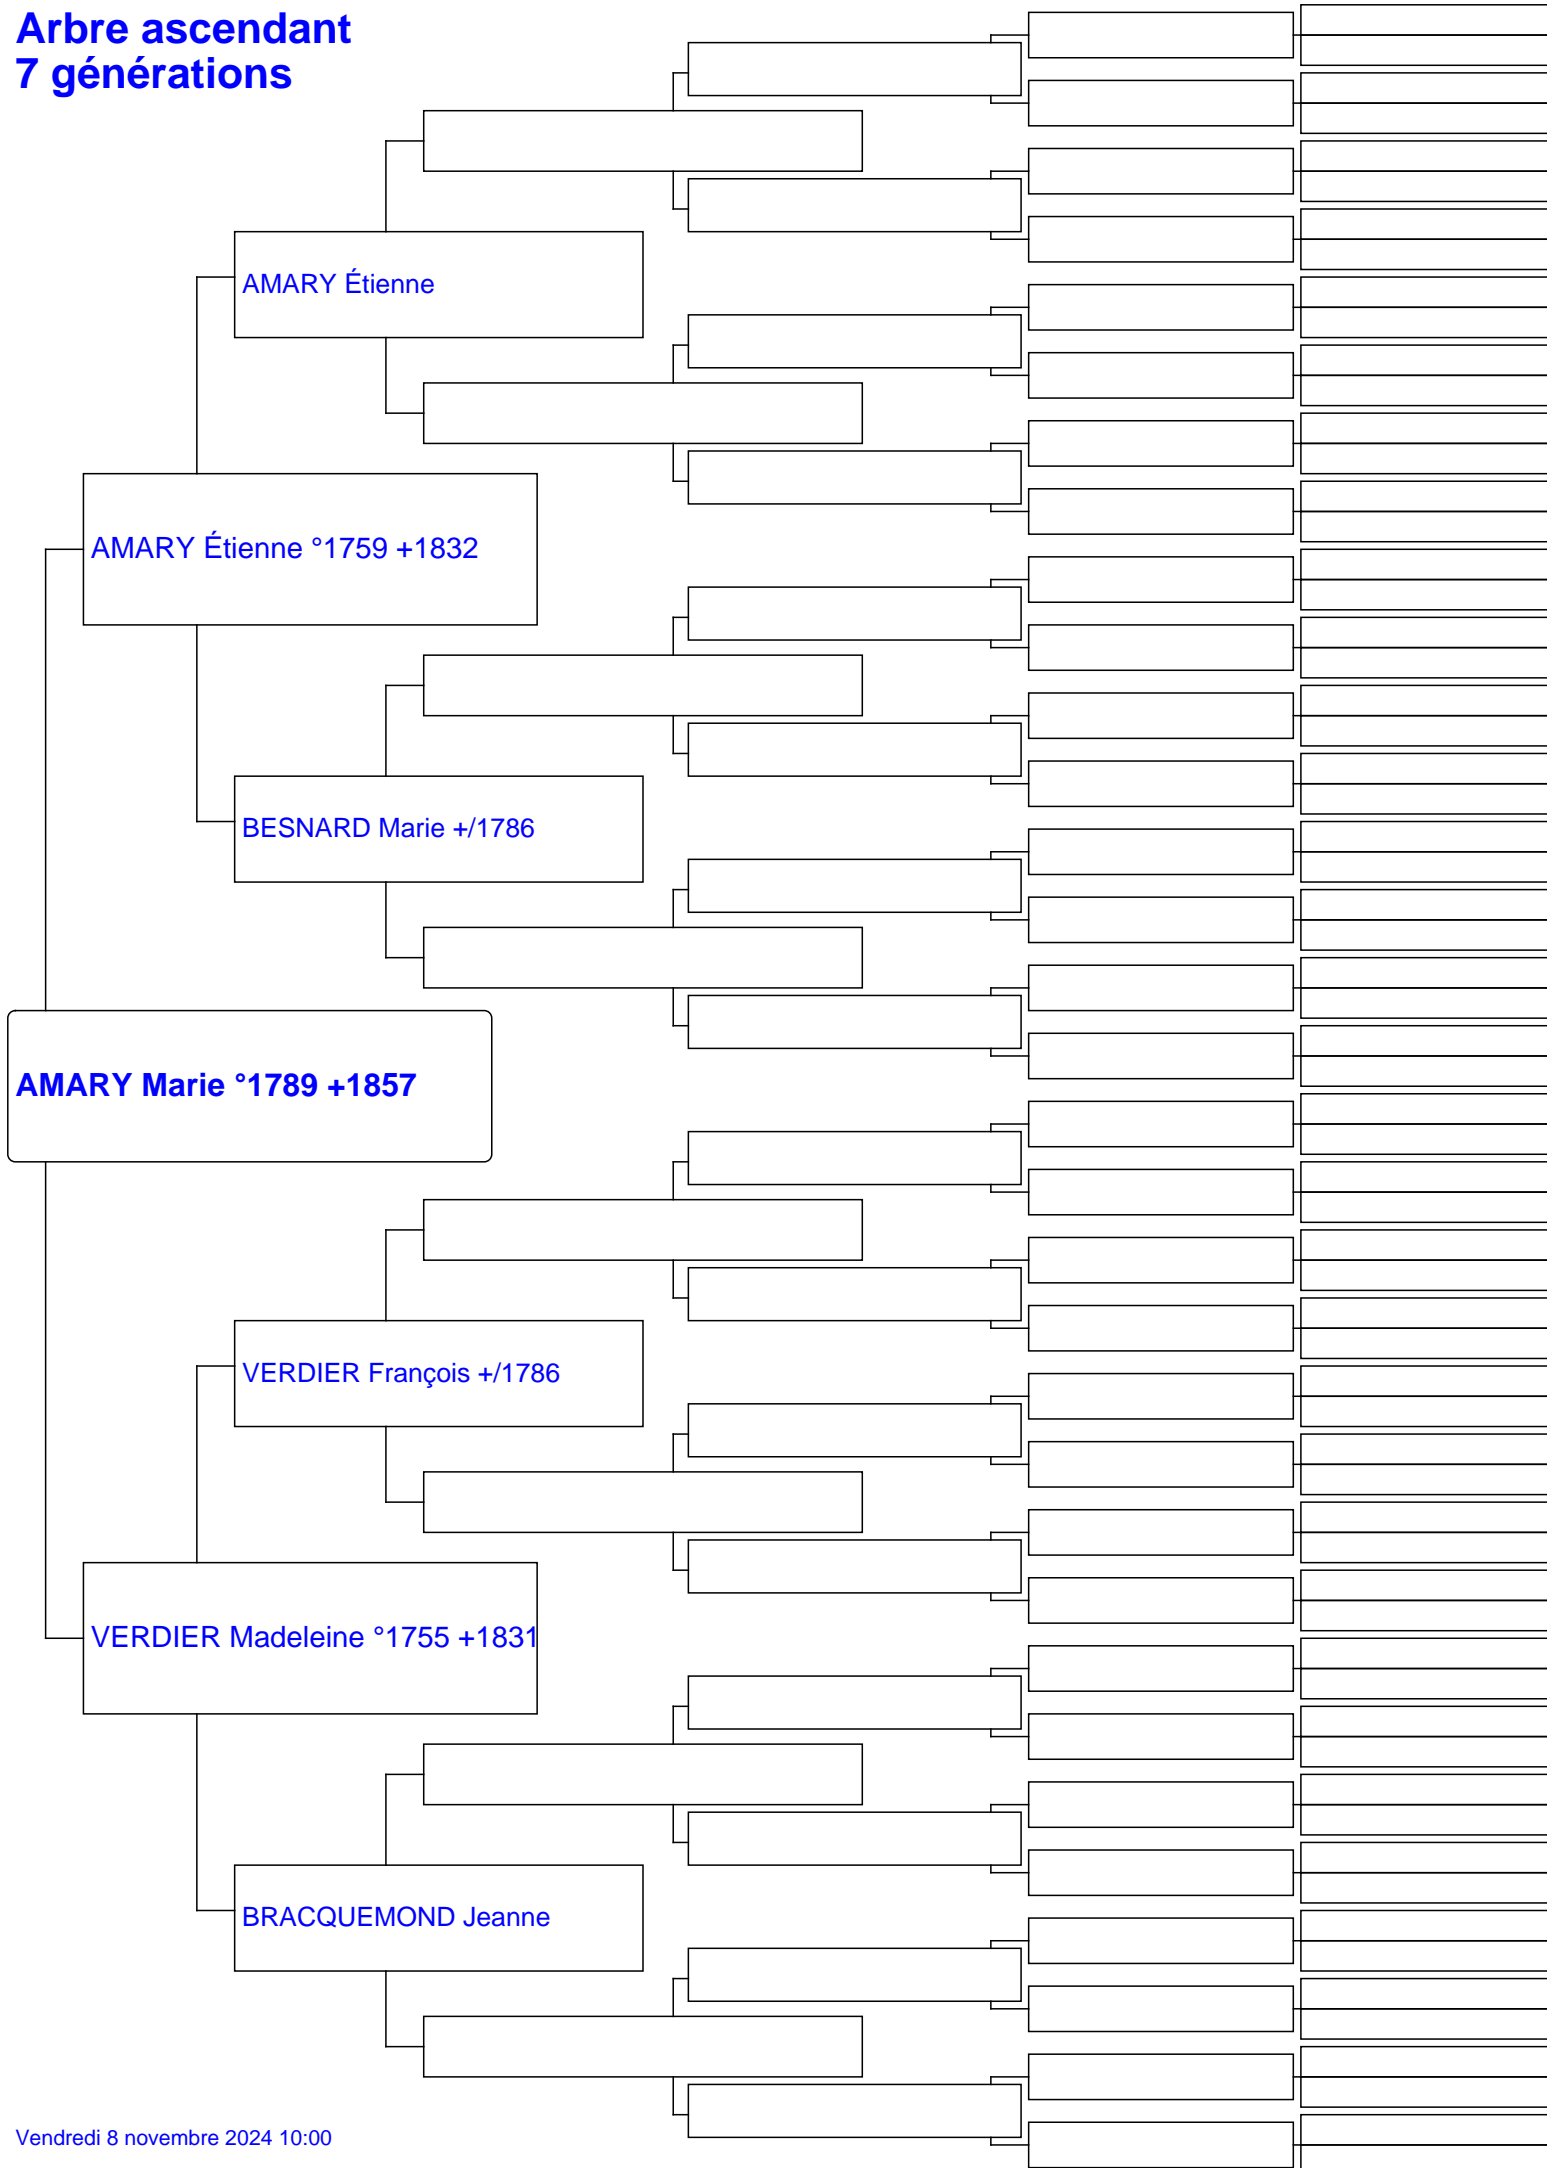 Arbre ascendant
7 générations
AMARY Étienne
AMARY Étienne °1759 +1832
BESNARD Marie +/1786
AMARY Marie °1789 +1857
VERDIER François +/1786
VERDIER Madeleine °1755 +1831
BRACQUEMOND Jeanne
Vendredi 8 novembre 2024 10:00